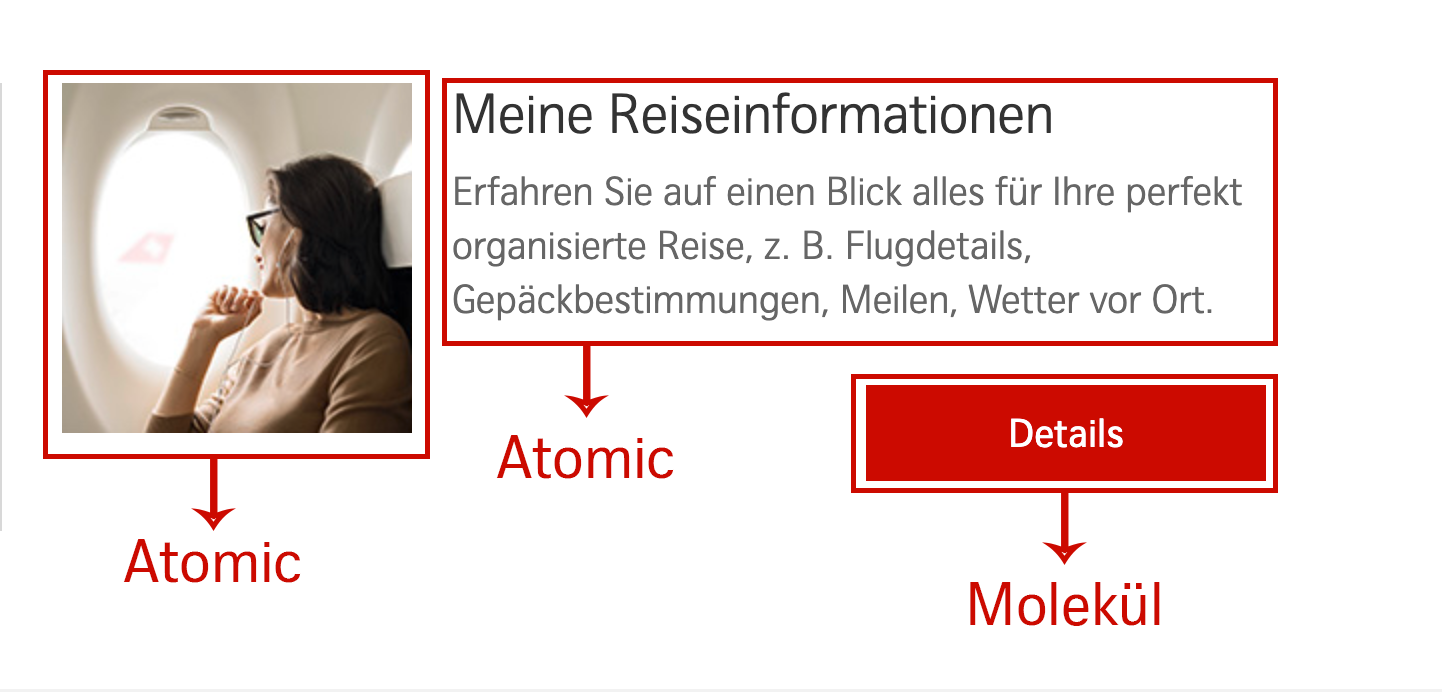 Meine Reiseinformationen
Erfahren Sie auf einen Blick alles für Ihre perfekt
organisierte Reise, z. B. Flugdetails,
Gepäckbestimmungen, Meilen, Wetter vor Ort.
Details
Atomic
Atomic
Molekül